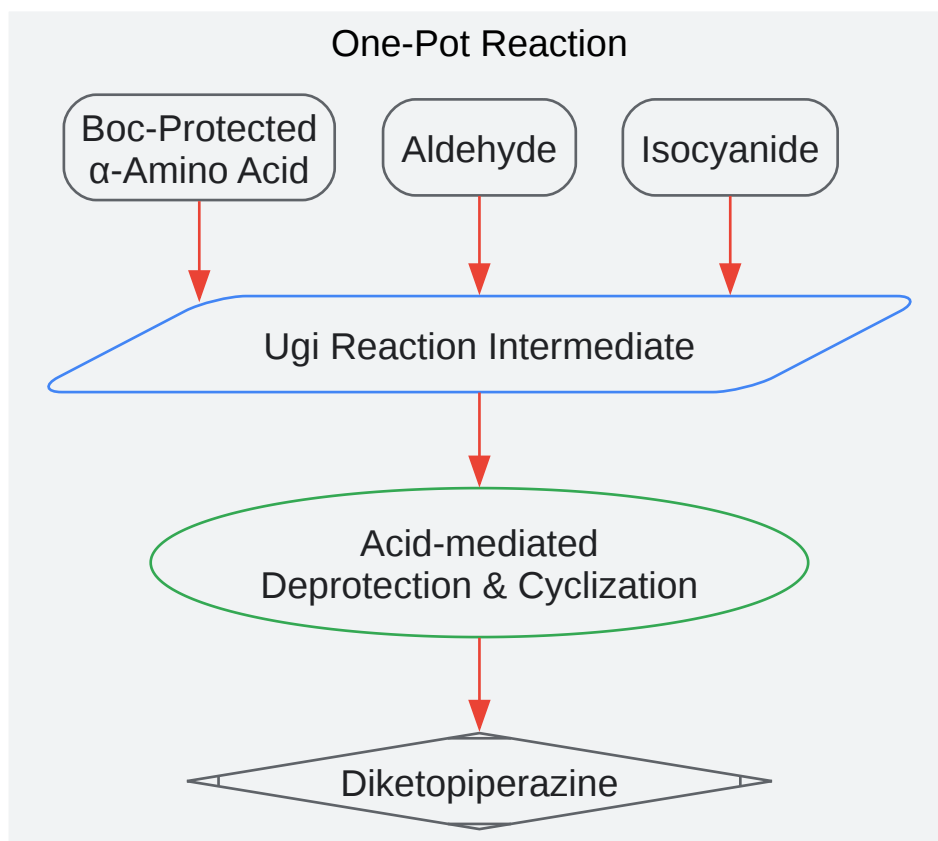 One-Pot Reaction
Boc-Protected
α-Amino Acid
Aldehyde
Isocyanide
Ugi Reaction Intermediate
Acid-mediated
Deprotection & Cyclization
Diketopiperazine